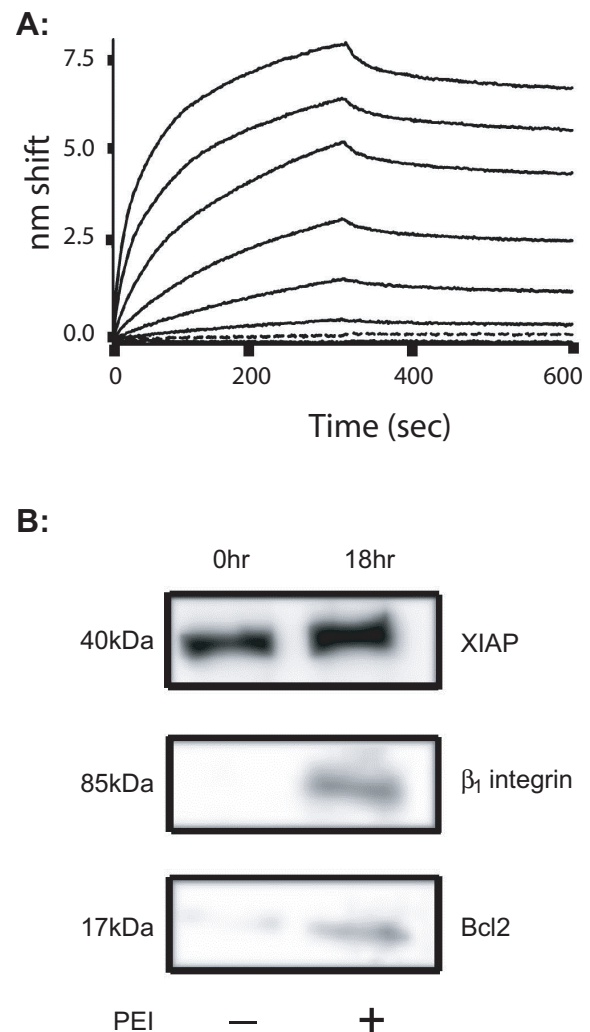 A:
nm shift
7.5
5.0
2.5
0.0
0 200 400 600
Time (sec)
B:
0hr 18hr
40kDa XIAP
85kDa β1 integrin
17kDa Bcl2
PEI — +